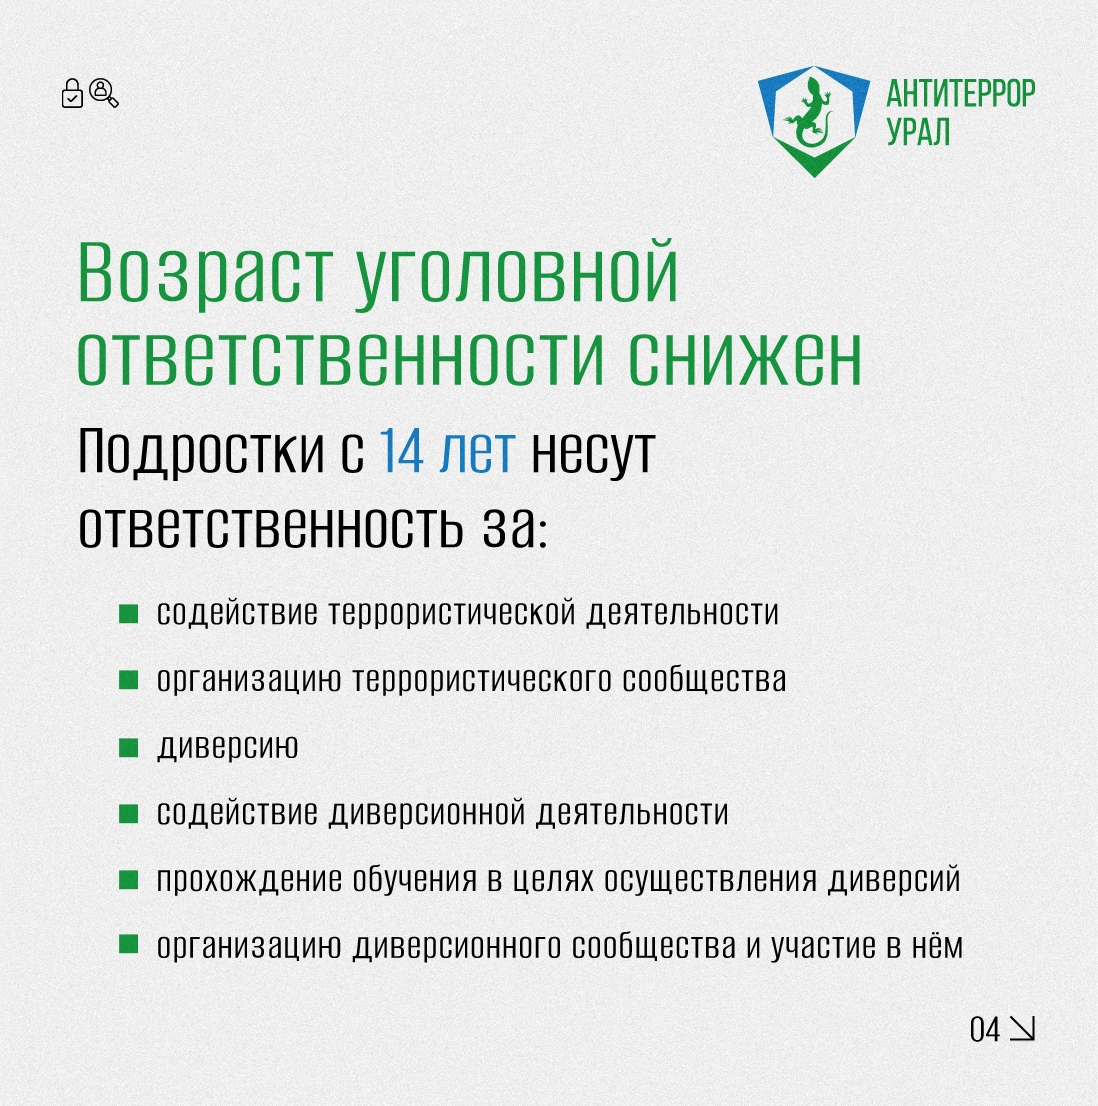 АНТИТЕРРОР
УРАЛ
Возраст уголовной
ответственности снижен
Подростки с 14 лет несут
ответственность за:
содействие террористической деятельности
организацию террористического сообщества
диверсию
содействие диверсионной деятельности
прохождение обучения в целях осуществления диверсий
организацию диверсионного сообщества и участие в нём
04